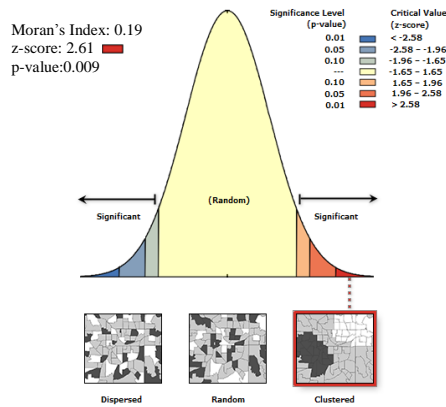 Moran's Index: 0.19
z-score: 2.61
p-value:0.009
Significance Level
(p-value)
Critical Value
(z-score)
0.01 < -2.58
0.05 -2.58 – -1.96
0.10 -1.96 – -1.65
--- -1.65 – 1.65
0.10 1.65 – 1.96
0.05 1.96 – 2.58
0.01 > 2.58
(Random)
Significant
Significant
Dispersed
Random
Clustered